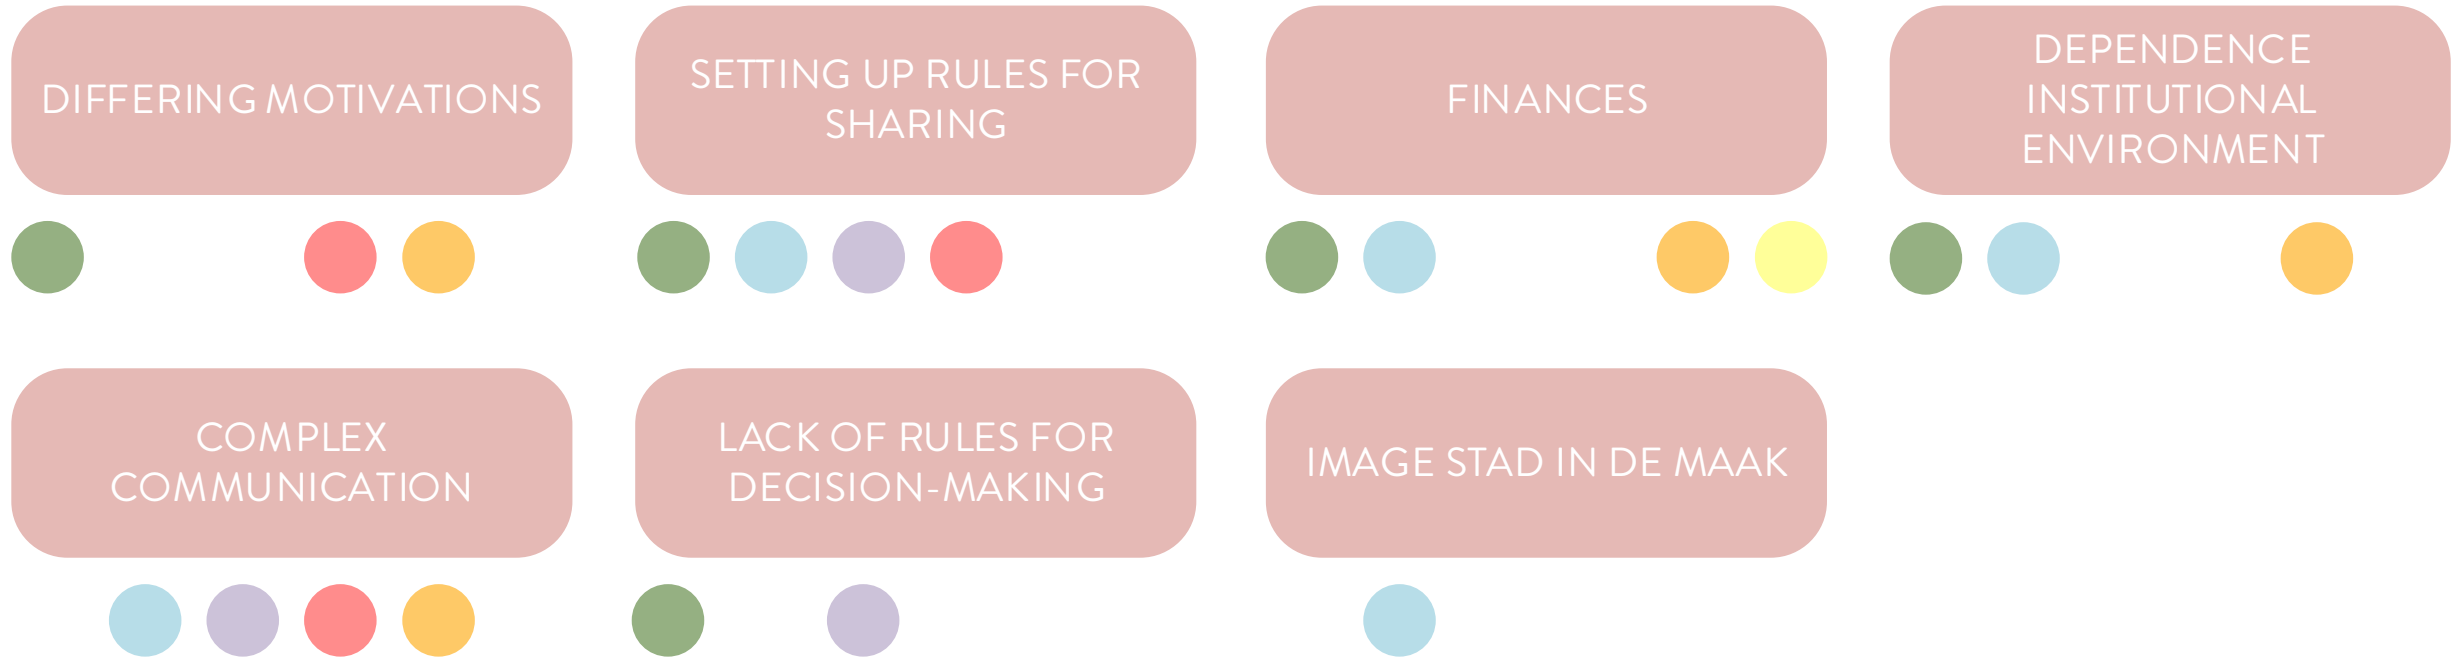 DIFFERING MOTIVATIONS
SETTING UP RULES FOR
SHARING
FINANCES
DEPENDENCE
INSTITUTIONAL
ENVIRONMENT
COMPLEX
COMMUNICATION
LACK OF RULES FOR
DECISION-MAKING
IMAGE STAD IN DE MAAK